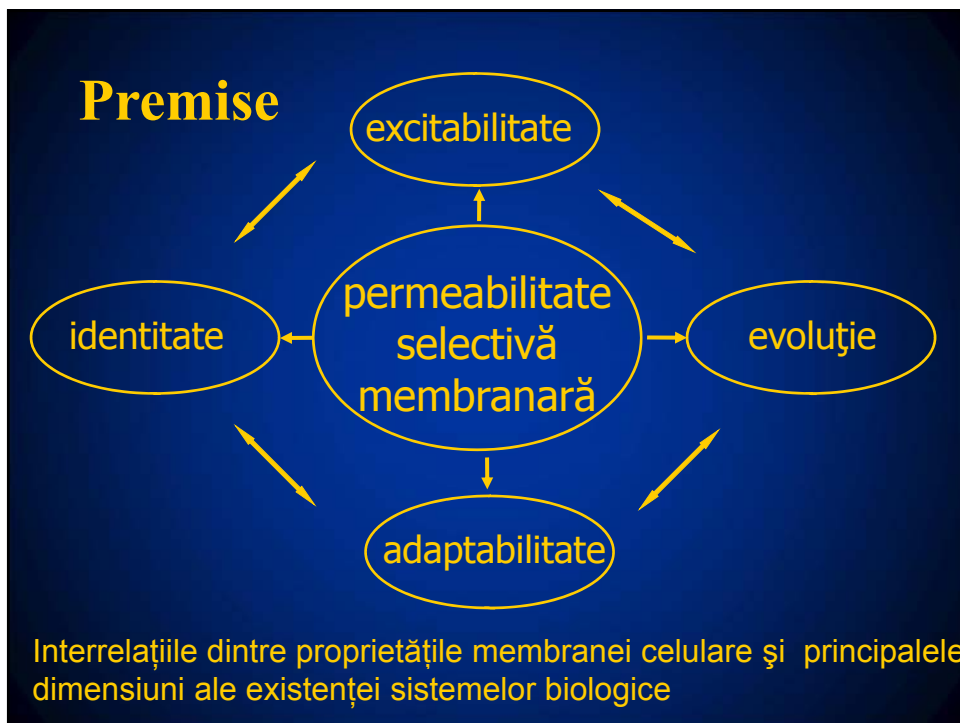 Premise
excitabilitate
permeabilitate
selectivă
membranară
identitate
evoluţie
adaptabilitate
Interrelațiile dintre proprietățile membranei celulare şi principalele
dimensiuni ale existenței sistemelor biologice